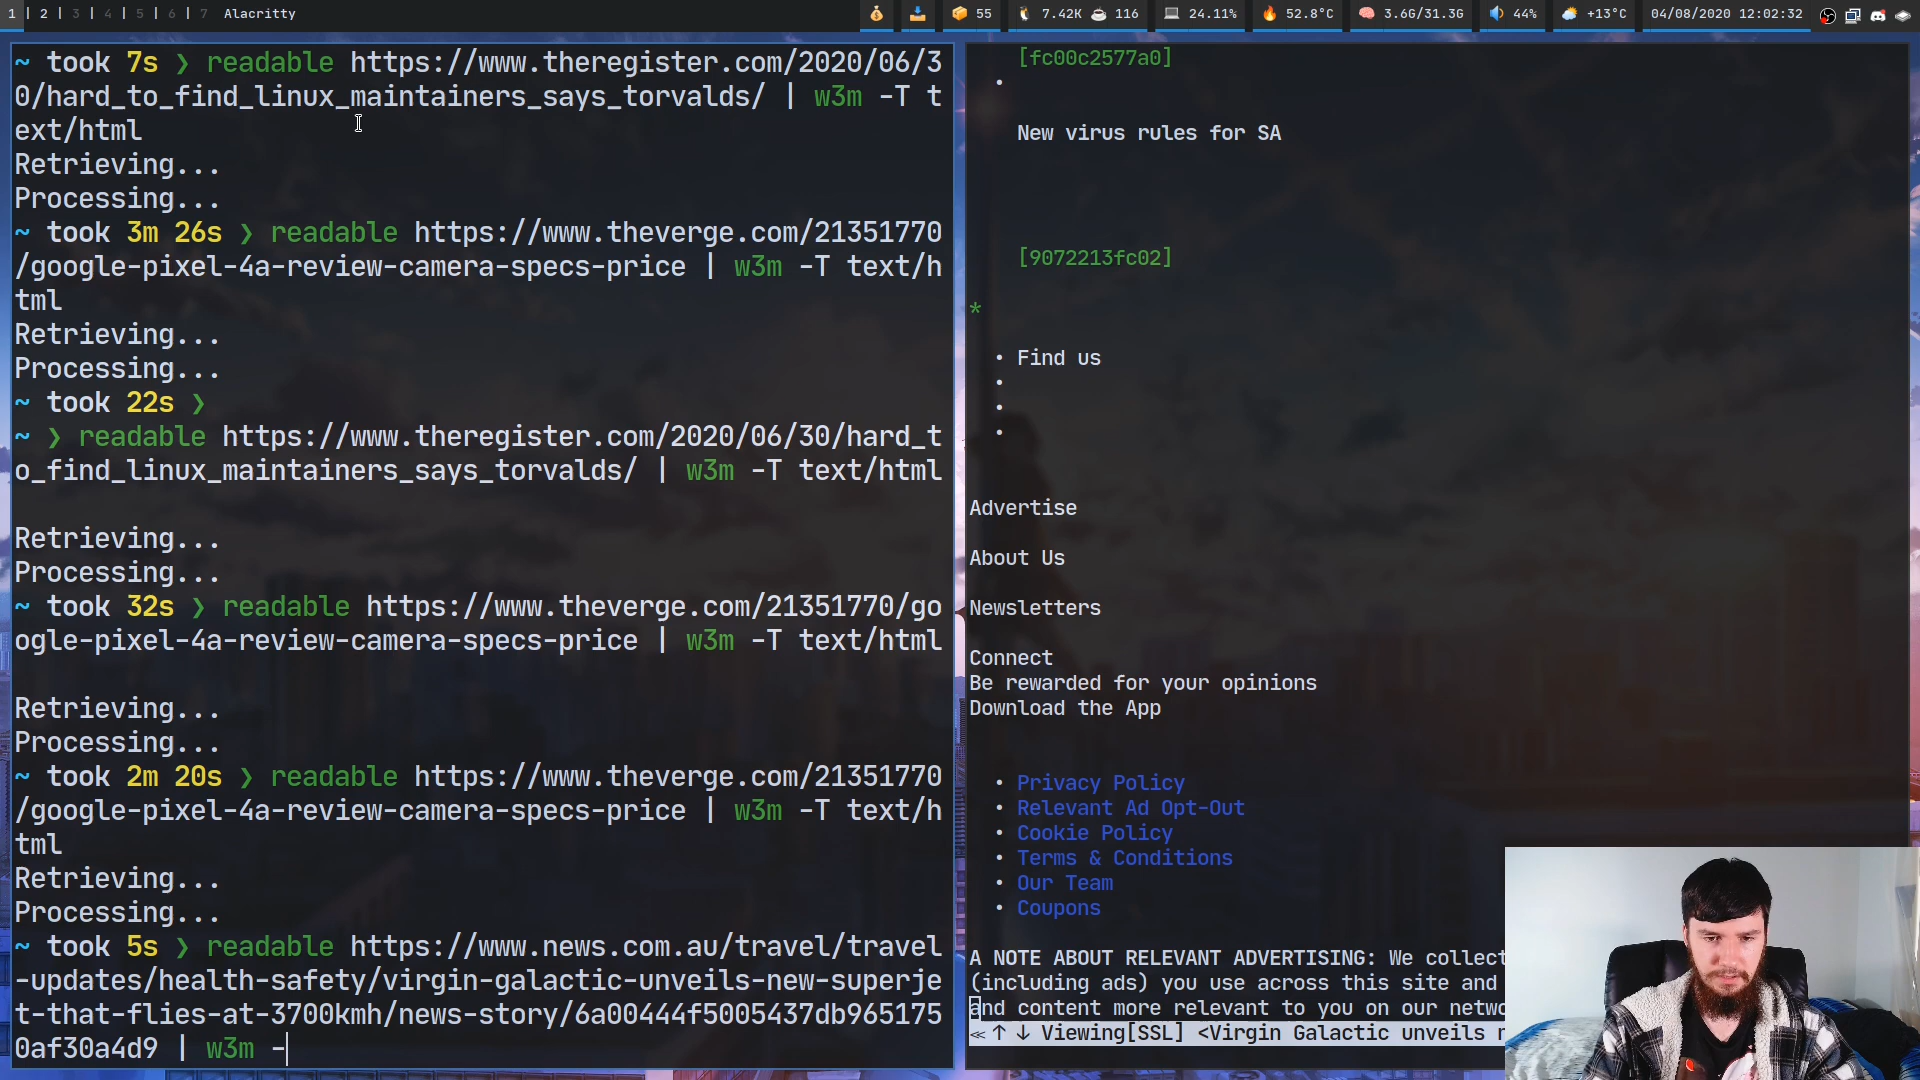 1 | 2 | 3 | 4 | 5 | 6 | 7 Alacritty
55 7.42K 116 24.11% 52.8°C 3.6G/31.3G 44% +13°C 04/08/2020 12:02:32
~ took 7s ❯ readable https://www.theregister.com/2020/06/3
0/hard_to_find_linux_maintainers_says_torvalds/ | w3m -T t
ext/html
Retrieving...
Processing...
~ took 3m 26s ❯ readable https://www.theverge.com/21351770
/google-pixel-4a-review-camera-specs-price | w3m -T text/h
tml
Retrieving...
Processing...
~ took 22s ❯
~ ❯ readable https://www.theregister.com/2020/06/30/hard_t
o_find_linux_maintainers_says_torvalds/ | w3m -T text/html
Retrieving...
Processing...
~ took 32s ❯ readable https://www.theverge.com/21351770/go
ogle-pixel-4a-review-camera-specs-price | w3m -T text/html
Retrieving...
Processing...
~ took 2m 20s ❯ readable https://www.theverge.com/21351770
/google-pixel-4a-review-camera-specs-price | w3m -T text/h
tml
Retrieving...
Processing...
~ took 5s ❯ readable https://www.news.com.au/travel/travel
-updates/health-safety/virgin-galactic-unveils-new-superje
t-that-flies-at-3700kmh/news-story/6a00444f5005437db965175
0af30a4d9 | w3m -
[fc00c2577a0]
•
New virus rules for SA
[9072213fc02]
*
• Find us
•
•
•
Advertise
About Us
Newsletters
Connect
Be rewarded for your opinions
Download the App
• Privacy Policy
• Relevant Ad Opt-Out
• Cookie Policy
• Terms & Conditions
• Our Team
• Coupons
A NOTE ABOUT RELEVANT ADVERTISING: We collect
(including ads) you use across this site and
and content more relevant to you on our netwo
≪ ↑ ↓ Viewing[SSL] <Virgin Galactic unveils n